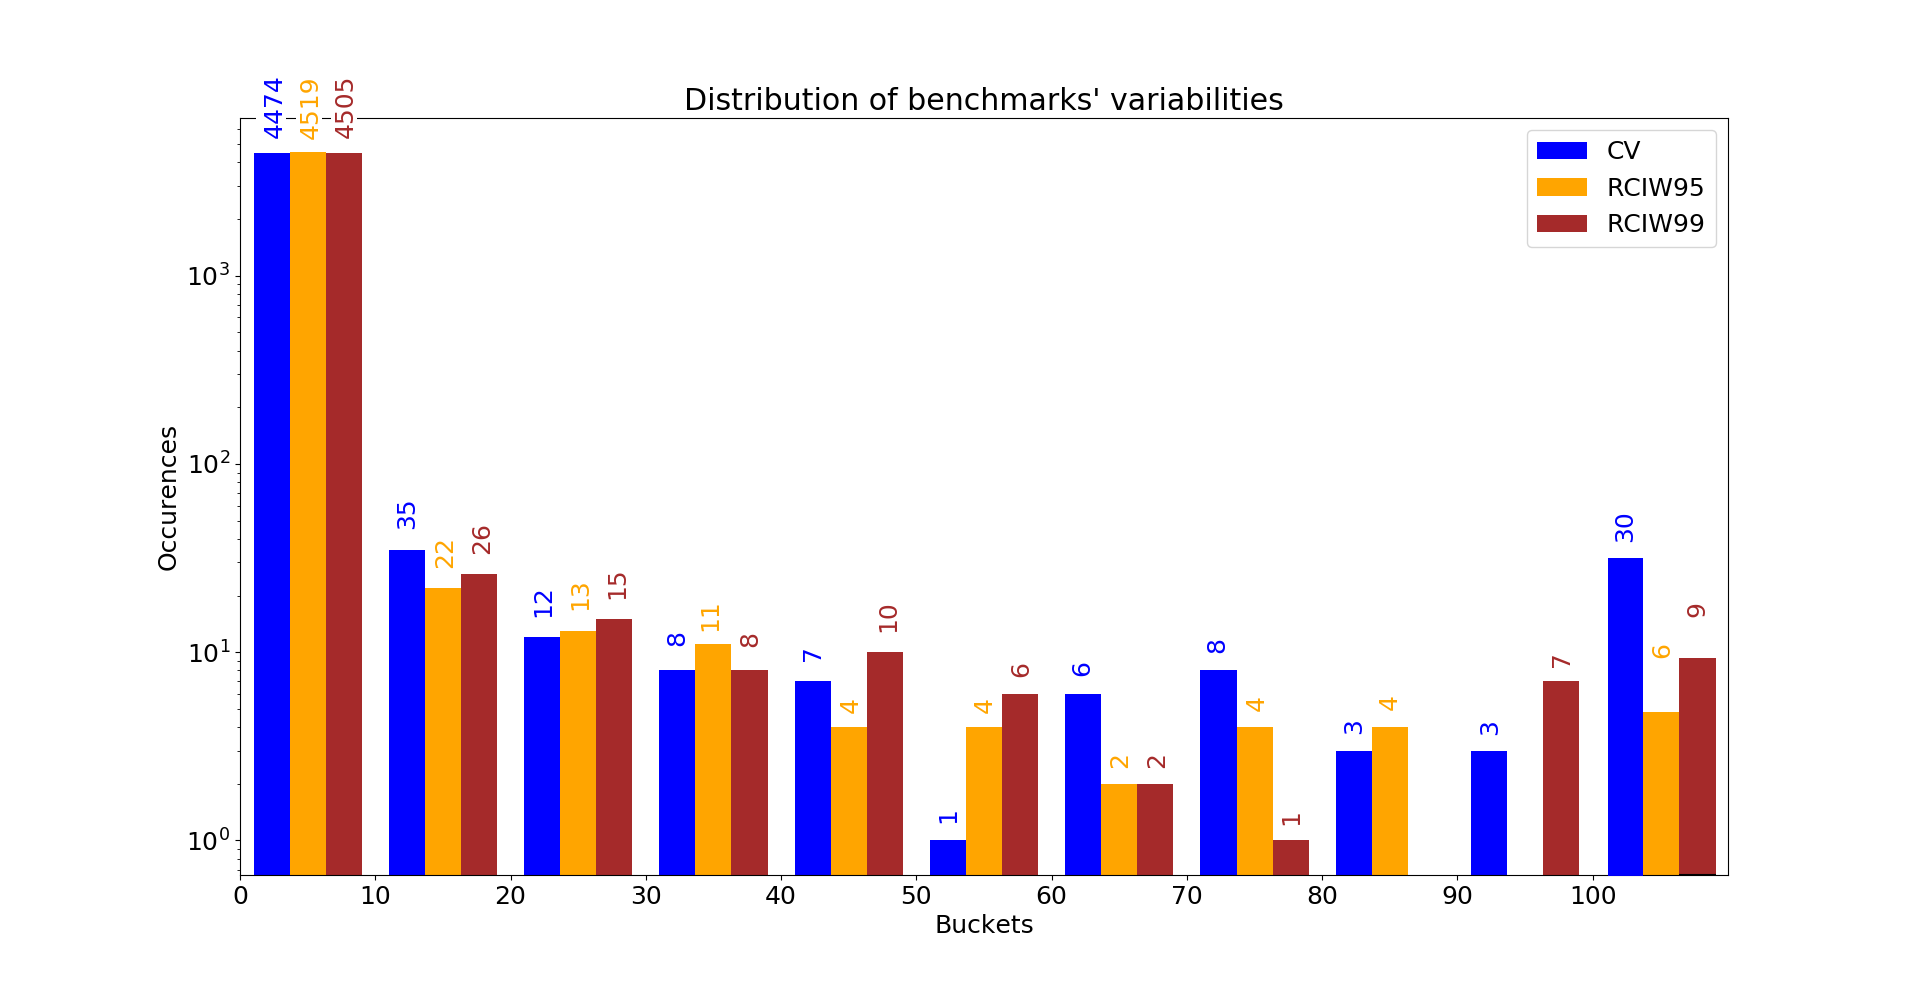 Distribution of benchmarks' variabilities
4474 4519 4505
CV
RCIW95
RCIW99
10³
10²
10¹
10⁰
Occurences
35 22 26
12 13 15
8 11 8
7 4 10
1 4 6
6 2 2
8 4 1
3 4
3 7
30 6 9
0 10 20 30 40 50 60 70 80 90 100
Buckets